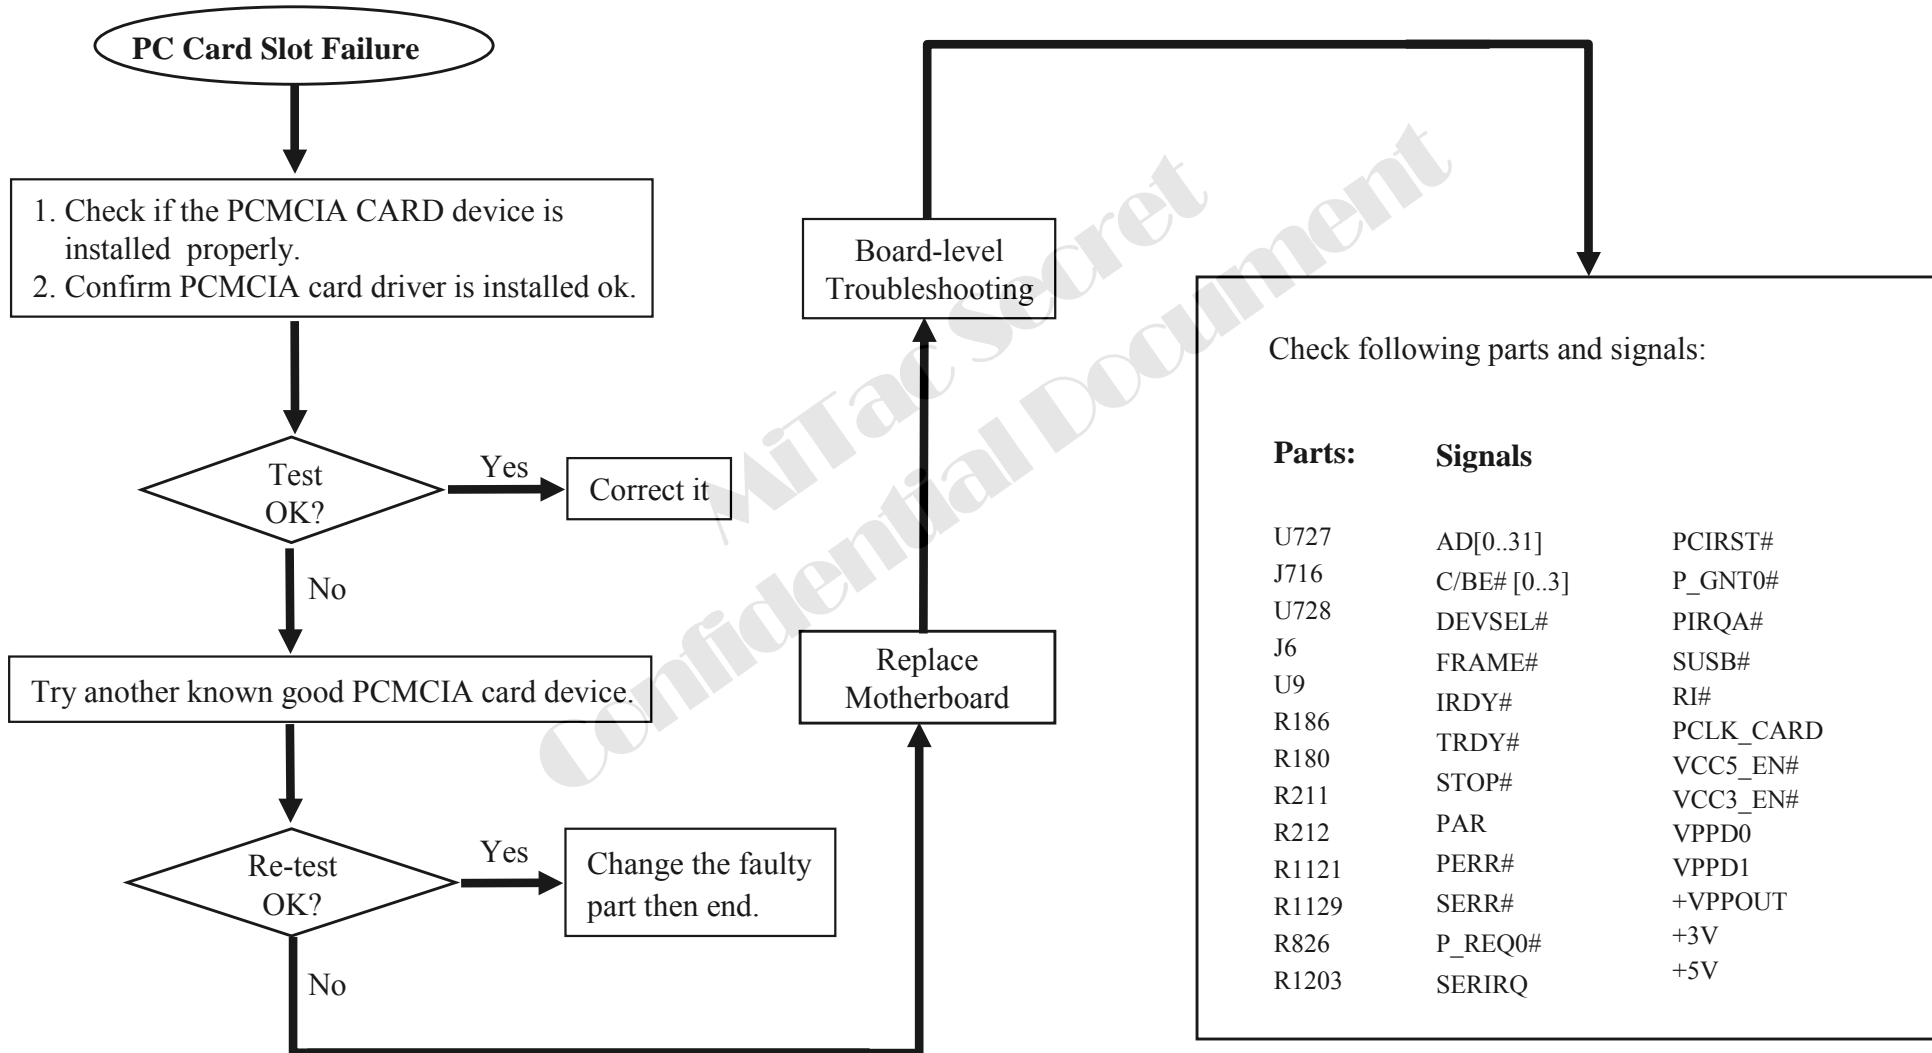 PC Card Slot Failure
1. Check if the PCMCIA CARD device is
installed properly.
2. Confirm PCMCIA card driver is installed ok.
Test
OK?
Yes
Correct it
No
Try another known good PCMCIA card device.
Re-test
OK?
Yes
Change the faulty
part then end.
No
Replace
Motherboard
Board-level
Troubleshooting
Check following parts and signals:
Parts:
U727
J716
U728
J6
U9
R186
R180
R211
R212
R1121
R1129
R826
R1203
Signals
AD[0..31]
C/BE# [0..3]
DEVSEL#
FRAME#
IRDY#
TRDY#
STOP#
PAR
PERR#
SERR#
P_REQ0#
SERIRQ
PCIRST#
P_GNT0#
PIRQA#
SUSB#
RI#
PCLK_CARD
VCC5_EN#
VCC3_EN#
VPPD0
VPPD1
+VPPOUT
+3V
+5V
MiTac Secret
Confidential Document